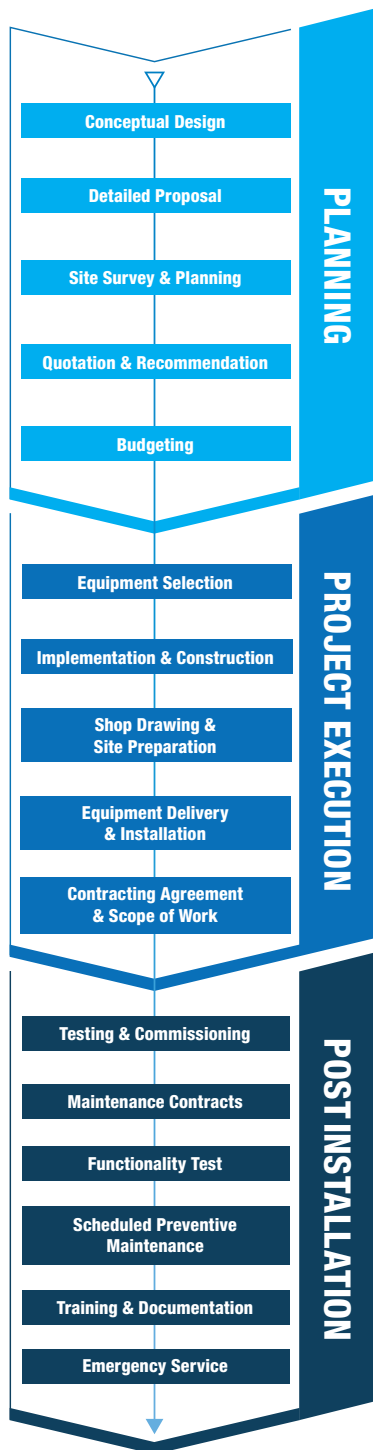 PLANNING
Conceptual Design
Detailed Proposal
Site Survey & Planning
Quotation & Recommendation
Budgeting
PROJECT EXECUTION
Equipment Selection
Implementation & Construction
Shop Drawing &
Site Preparation
Equipment Delivery
& Installation
Contracting Agreement
& Scope of Work
POST INSTALLATION
Testing & Commissioning
Maintenance Contracts
Functionality Test
Scheduled Preventive
Maintenance
Training & Documentation
Emergency Service